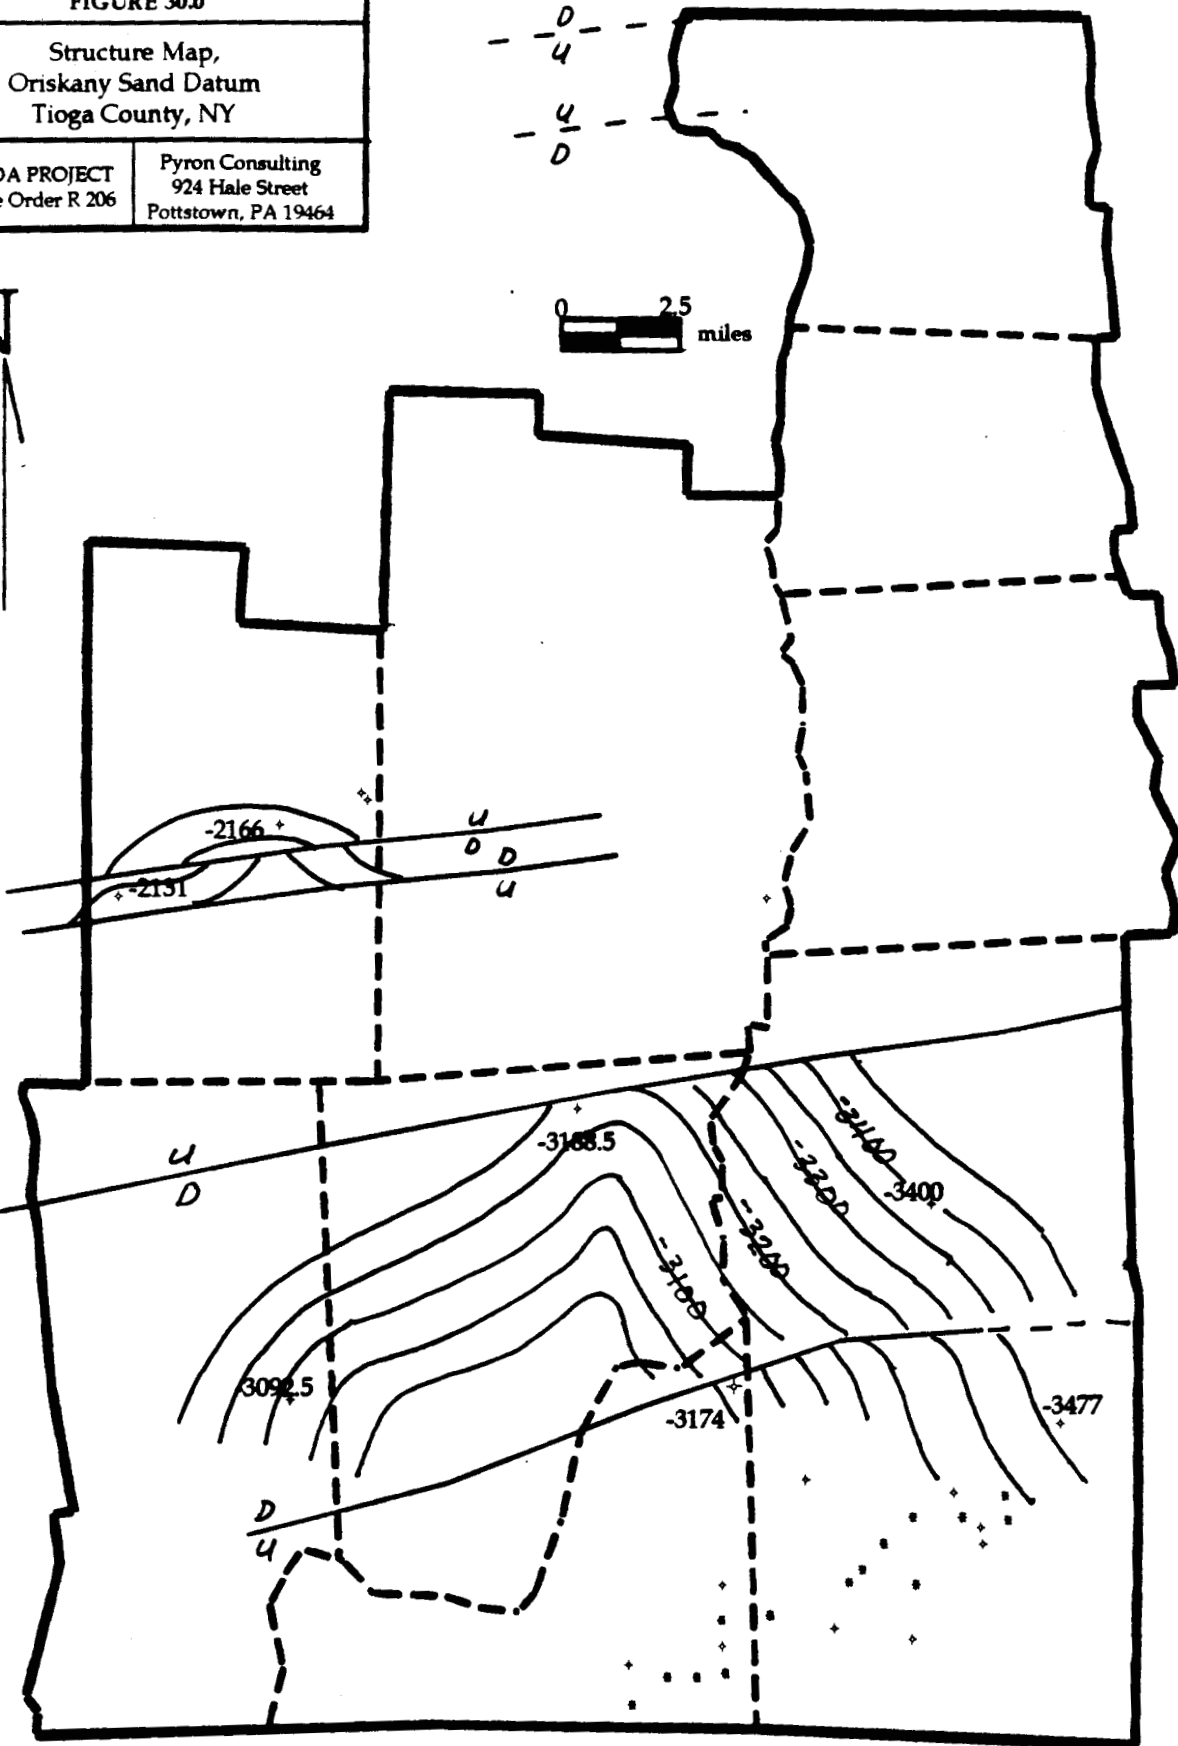 FIGURE 30.0
Structure Map,
Oriskany Sand Datum
Tioga County, NY
DA PROJECT
Order R 206
Pyron Consulting
924 Hale Street
Pottstown, PA 19464
D
U
U
D
N
0 2.5
miles
-2166
U
D
D
U
-2131
U
D
-3188.5
-3400
-3300
-3400
-3200
-3100
3092.5
-3174
-3477
D
U